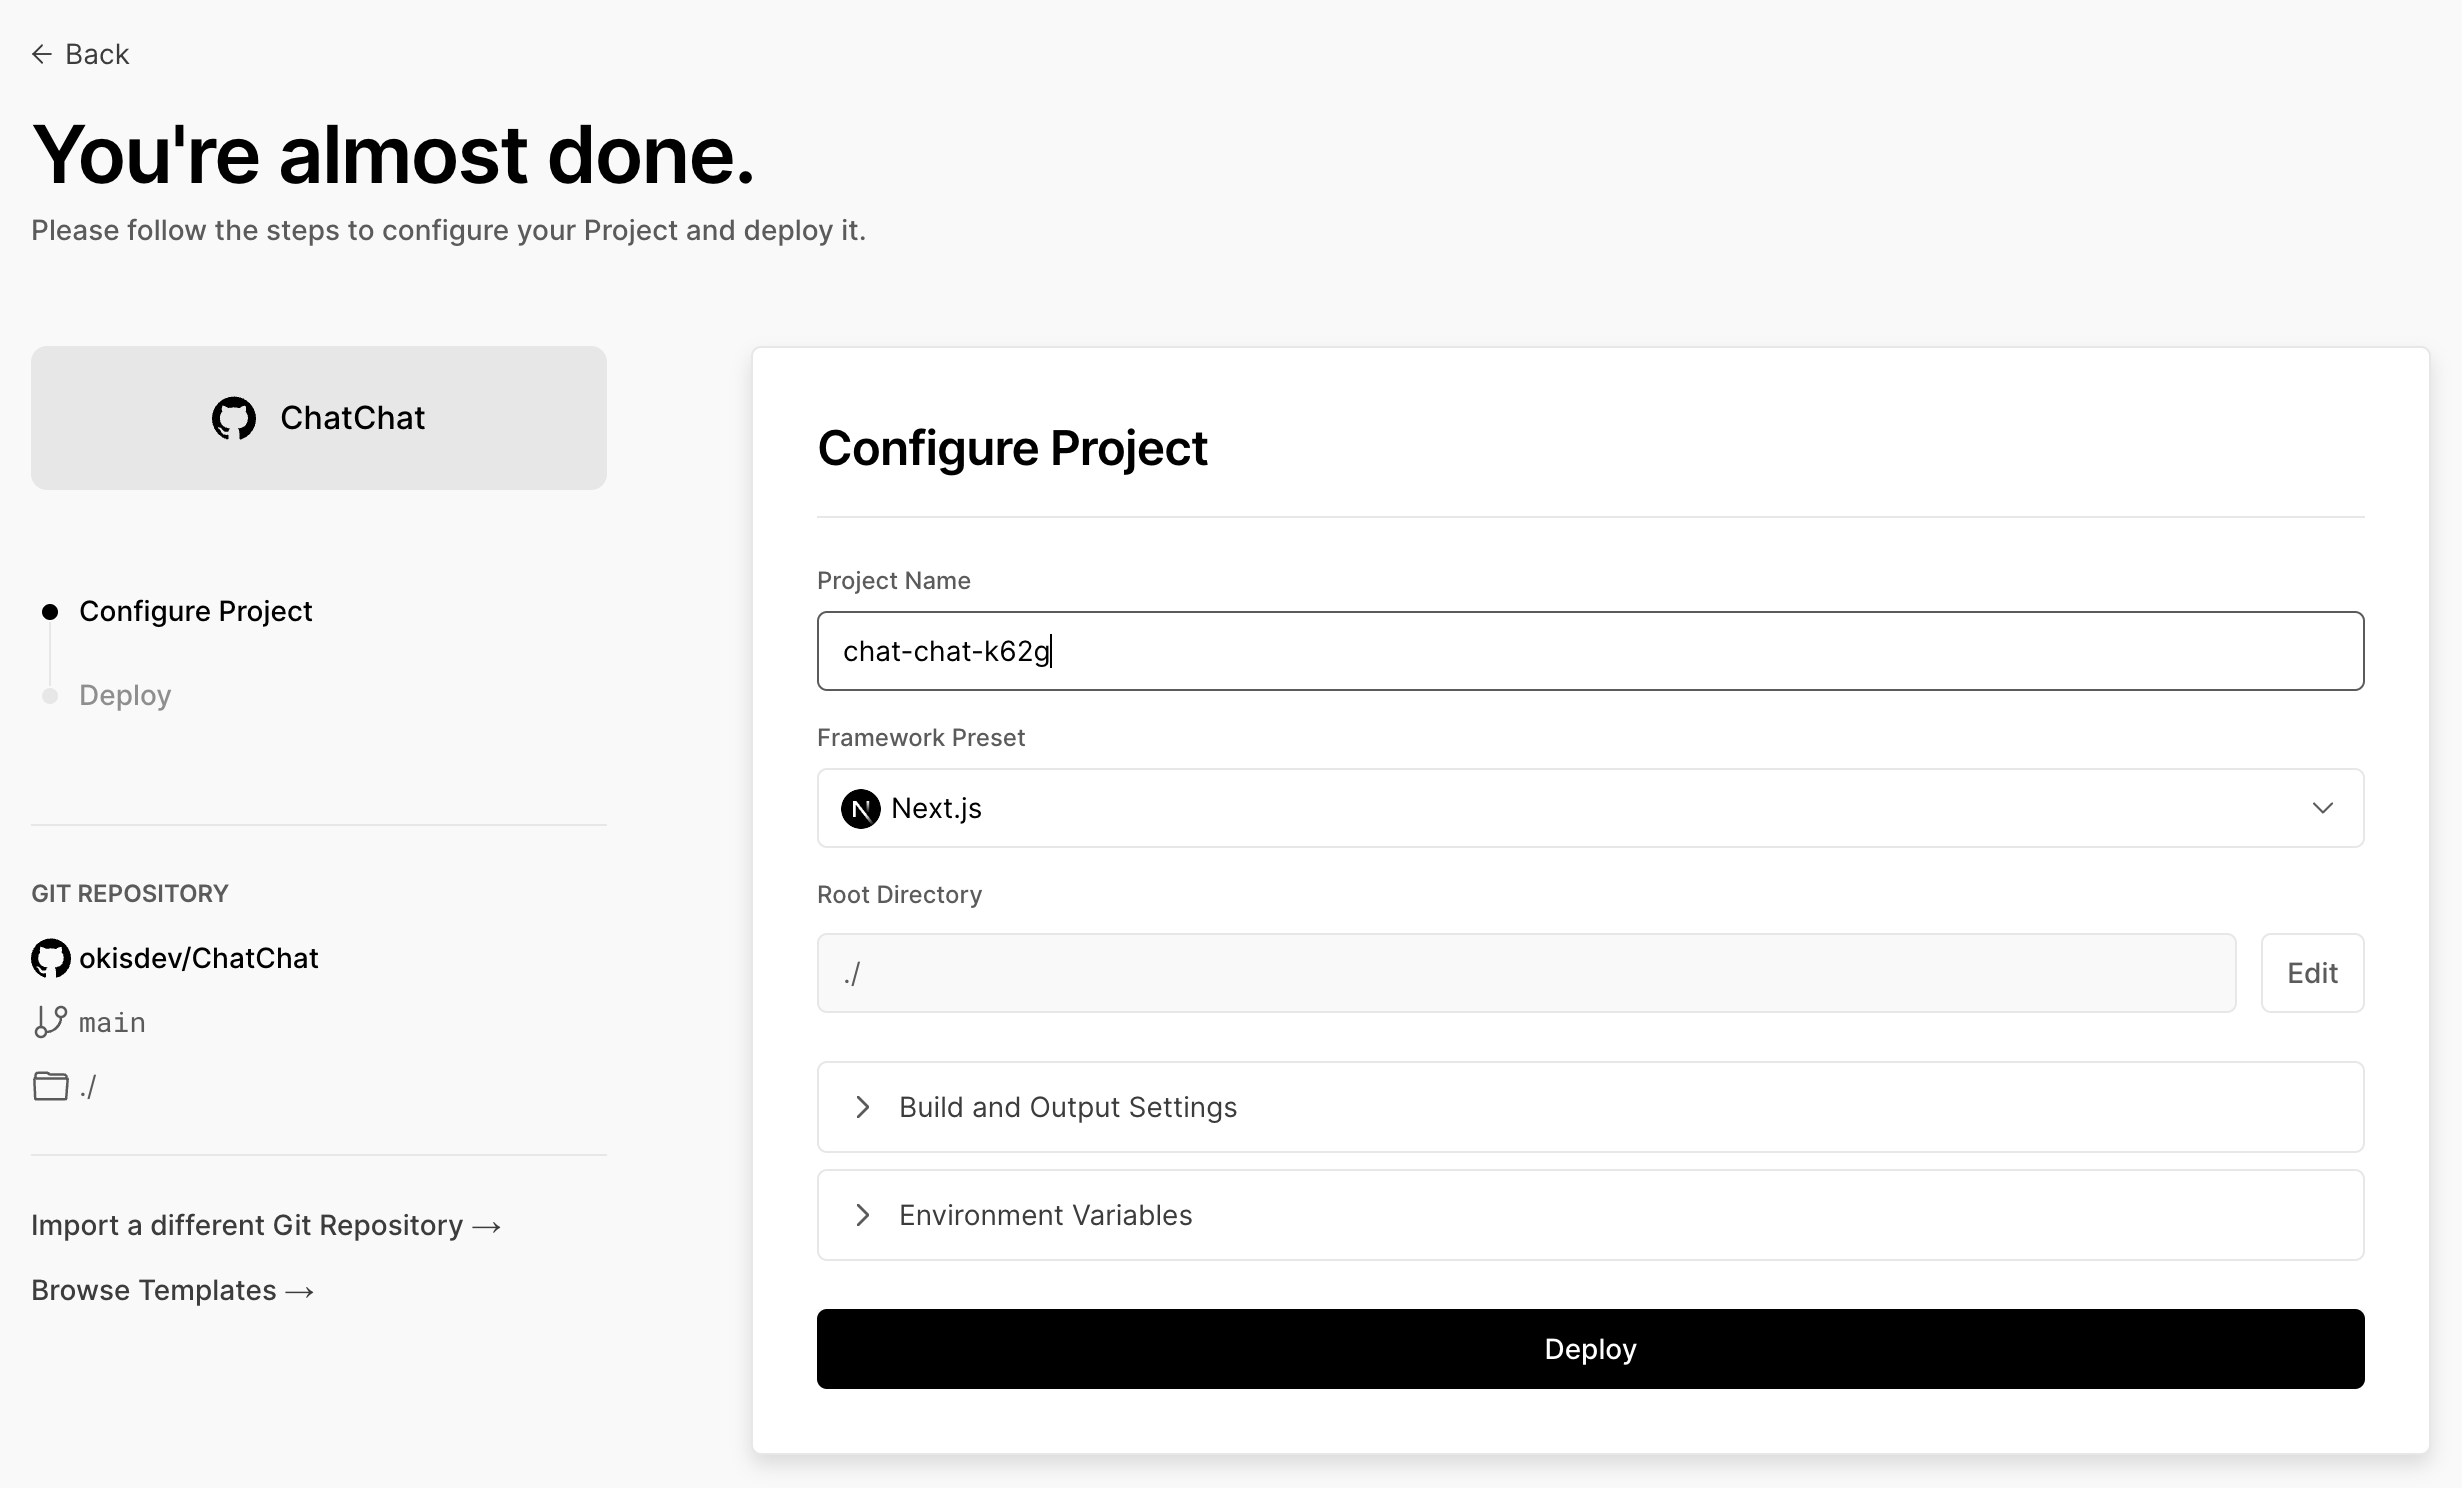 ← Back
You're almost done.
Please follow the steps to configure your Project and deploy it.
ChatChat
Configure Project
Deploy
GIT REPOSITORY
okisdev/ChatChat
main
./
Import a different Git Repository →
Browse Templates →
Configure Project
Project Name
chat-chat-k62g
Framework Preset
N Next.js
Root Directory
./
Edit
Build and Output Settings
Environment Variables
Deploy